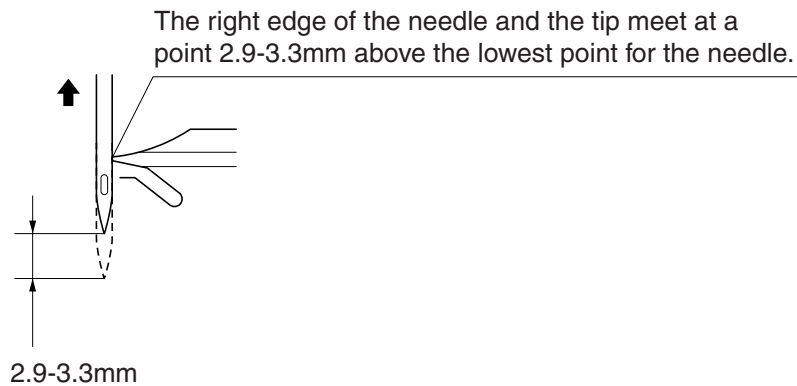 The right edge of the needle and the tip meet at a
point 2.9-3.3mm above the lowest point for the needle.
2.9-3.3mm